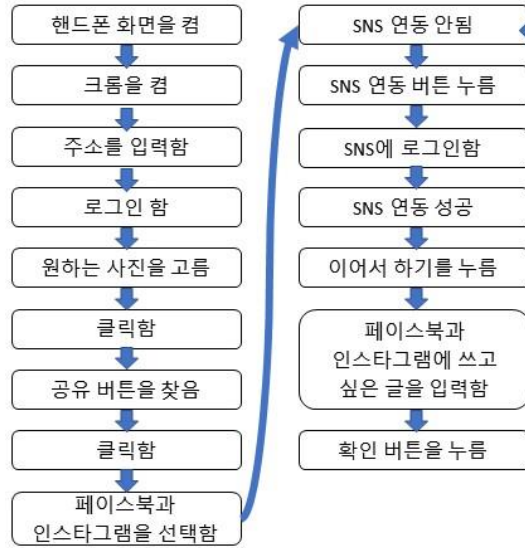 핸드폰 화면을 켬
크롬을 켬
주소를 입력함
로그인 함
원하는 사진을 고름
클릭함
공유 버튼을 찾음
클릭함
페이스북과
인스타그램을 선택함
SNS 연동 안됨
SNS 연동 버튼 누름
SNS에 로그인함
SNS 연동 성공
이어서 하기를 누름
페이스북과
인스타그램에 쓰고
싶은 글을 입력함
확인 버튼을 누름